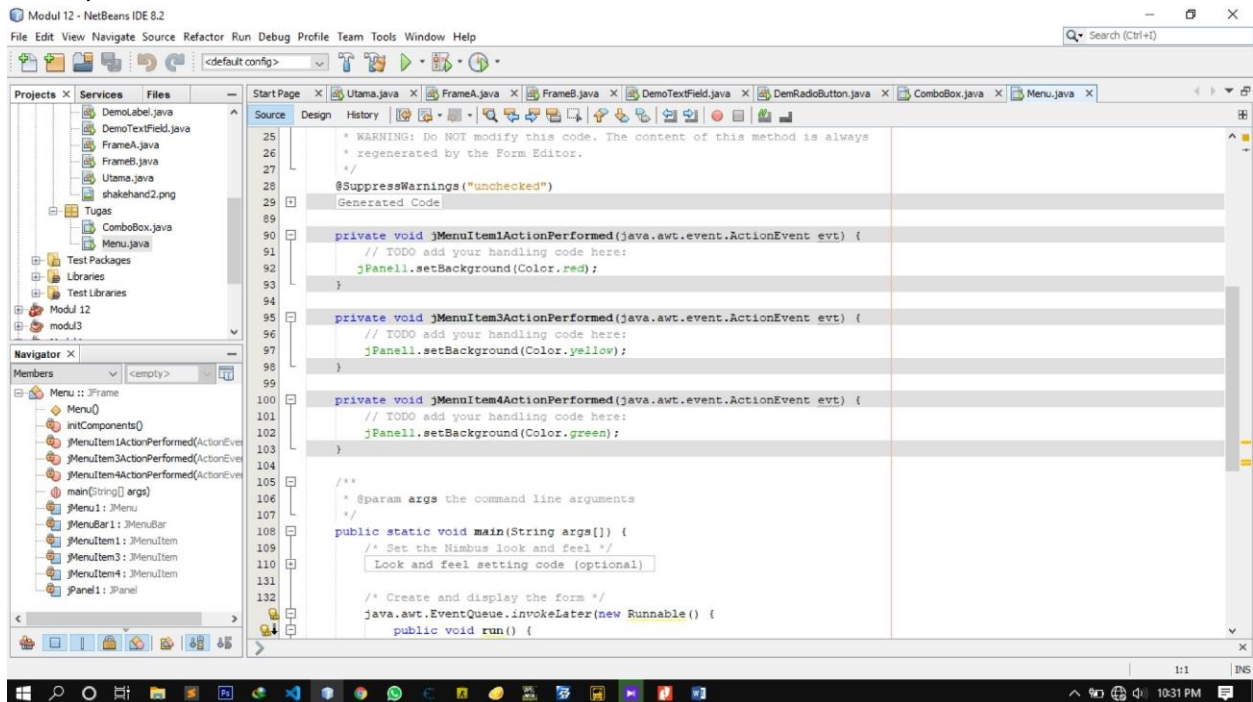 Modul 12 - NetBeans IDE 8.2
File Edit View Navigate Source Refactor Run Debug Profile Team Tools Window Help
Search (Ctrl+I)
<default config>
Projects Services Files
DemoLabel.java
DemoTextField.java
FrameA.java
FrameB.java
Utama.java
shakehand2.png
Tugas
ComboBox.java
Menu.java
Test Packages
Libraries
Test Libraries
Modul 12
modul3
Navigator
Members <empty>
Menu :: JFrame
Menu()
initComponents()
jMenuItem1ActionPerformed(ActionEve
jMenuItem3ActionPerformed(ActionEve
jMenuItem4ActionPerformed(ActionEve
main(String[] args)
jMenu1 : JMenu
jMenuBar1 : JMenuBar
jMenuItem1 : JMenuItem
jMenuItem3 : JMenuItem
jMenuItem4 : JMenuItem
jPanel1 : JPanel
Start Page Utama.java FrameA.java FrameB.java DemoTextField.java DemRadioButton.java ComboBox.java Menu.java
Source Design History
25 * WARNING: Do NOT modify this code. The content of this method is always
26 * regenerated by the Form Editor.
27 */
28 @SuppressWarnings("unchecked")
29 Generated Code
89
90 private void jMenuItem1ActionPerformed(java.awt.event.ActionEvent evt) {
91 // TODO add your handling code here:
92 jPanel1.setBackground(Color.red);
93 }
94
95 private void jMenuItem3ActionPerformed(java.awt.event.ActionEvent evt) {
96 // TODO add your handling code here:
97 jPanel1.setBackground(Color.yellow);
98 }
99
100 private void jMenuItem4ActionPerformed(java.awt.event.ActionEvent evt) {
101 // TODO add your handling code here:
102 jPanel1.setBackground(Color.green);
103 }
104
105 /**
106 * @param args the command line arguments
107 */
108 public static void main(String args[]) {
109 /* Set the Nimbus look and feel */
110 Look and feel setting code (optional)
131
132 /* Create and display the form */
java.awt.EventQueue.invokeLater(new Runnable() {
public void run() {
1:1 INS
10:31 PM